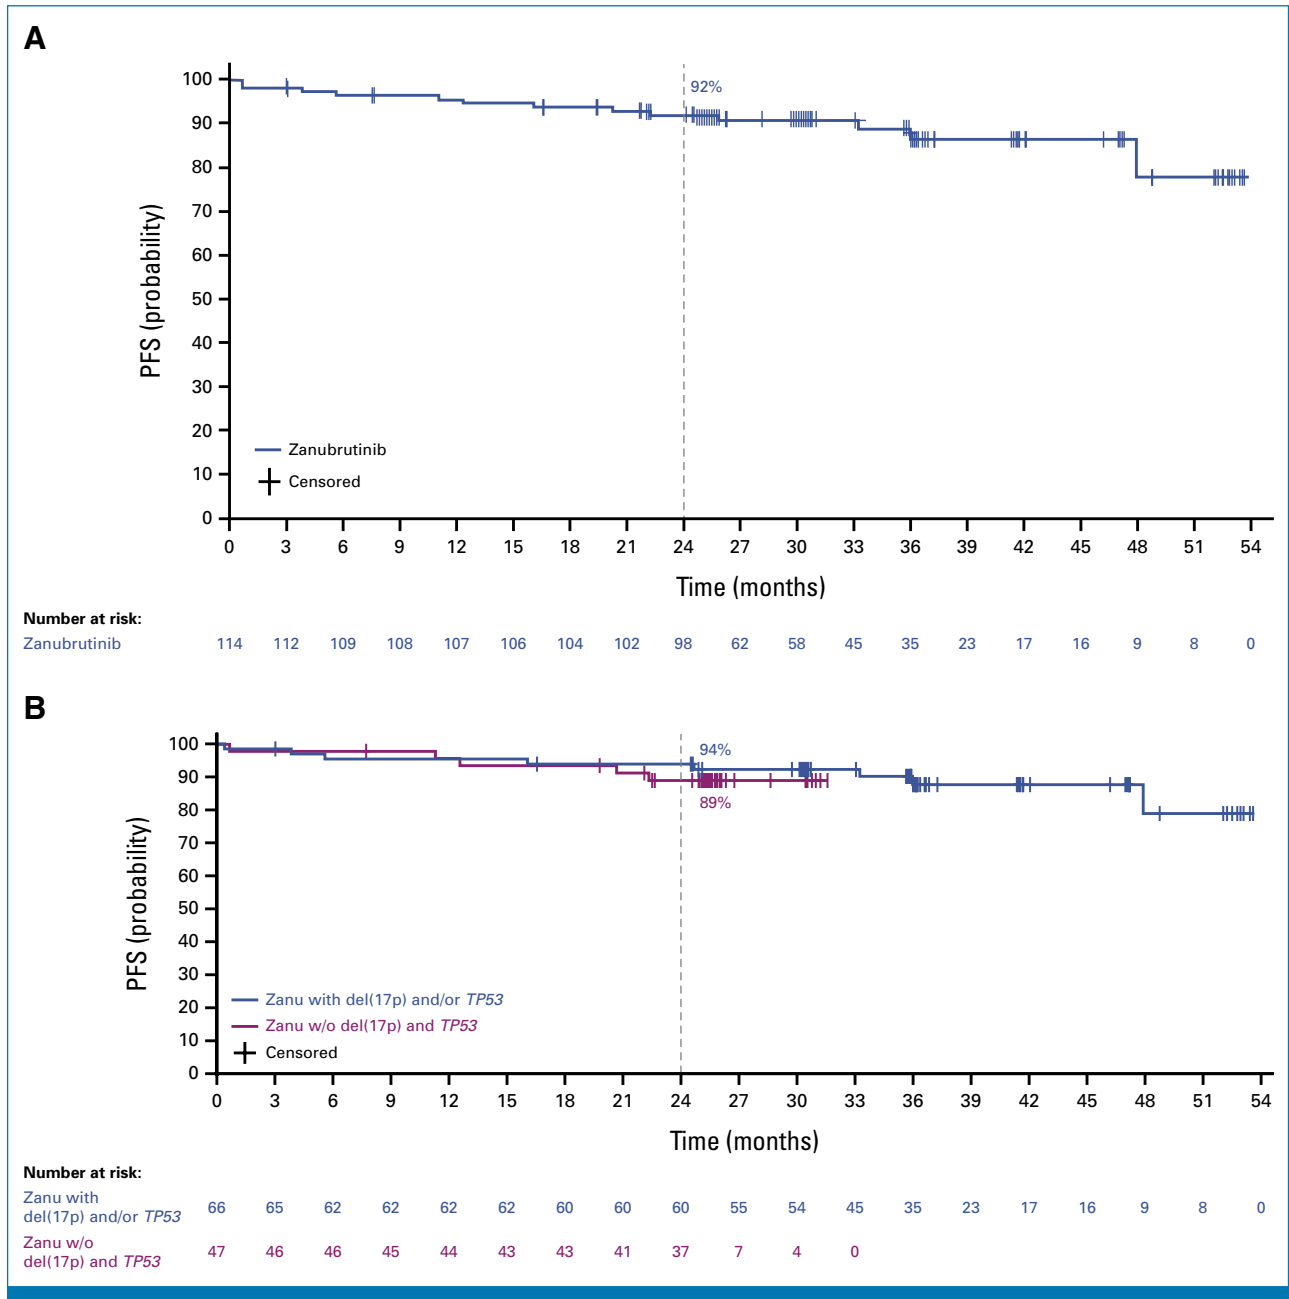 A
100
90
80
70
60
50
40
30
20
10
0
PFS (probability)
92%
Zanubrutinib
Censored
0 3 6 9 12 15 18 21 24 27 30 33 36 39 42 45 48 51 54
Time (months)
Number at risk:
Zanubrutinib 114 112 109 108 107 106 104 102 98 62 58 45 35 23 17 16 9 8 0
B
100
90
80
70
60
50
40
30
20
10
0
PFS (probability)
94%
89%
Zanu with del(17p) and/or TP53
Zanu w/o del(17p) and TP53
Censored
0 3 6 9 12 15 18 21 24 27 30 33 36 39 42 45 48 51 54
Time (months)
Number at risk:
Zanu with
del(17p) and/or TP53 66 65 62 62 62 62 60 60 60 55 54 45 35 23 17 16 9 8 0
Zanu w/o
del(17p) and TP53 47 46 46 45 44 43 43 41 37 7 4 0